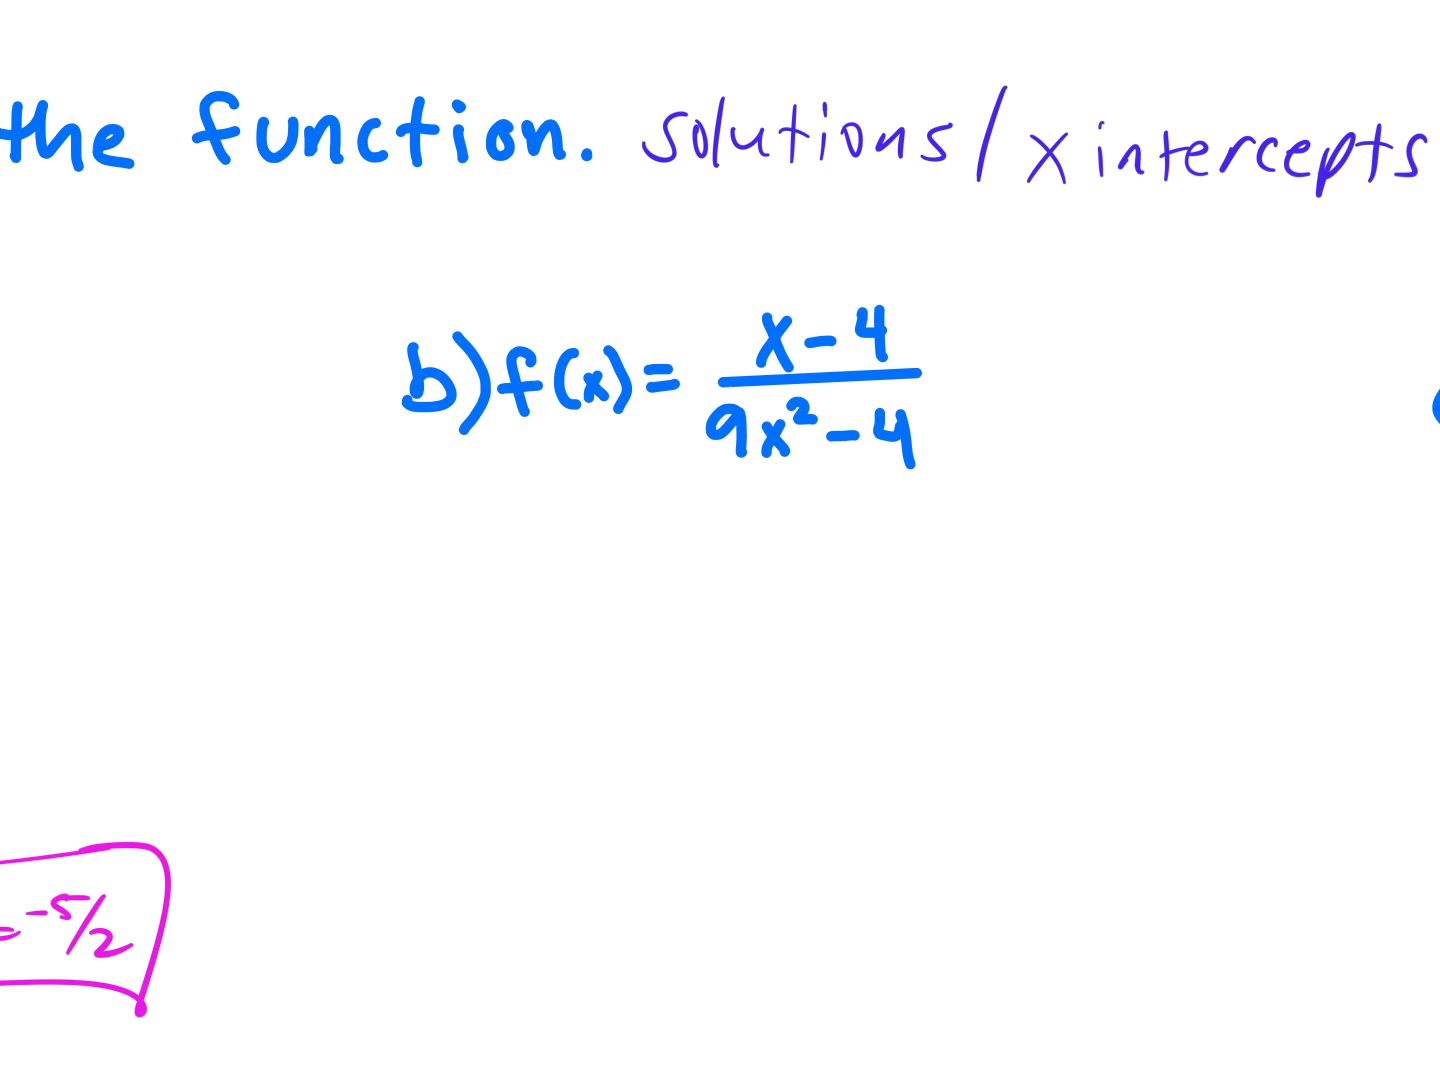 the function. solutions/x intercepts
b) f(x) = x-4 / 9x²-4
= -5/2